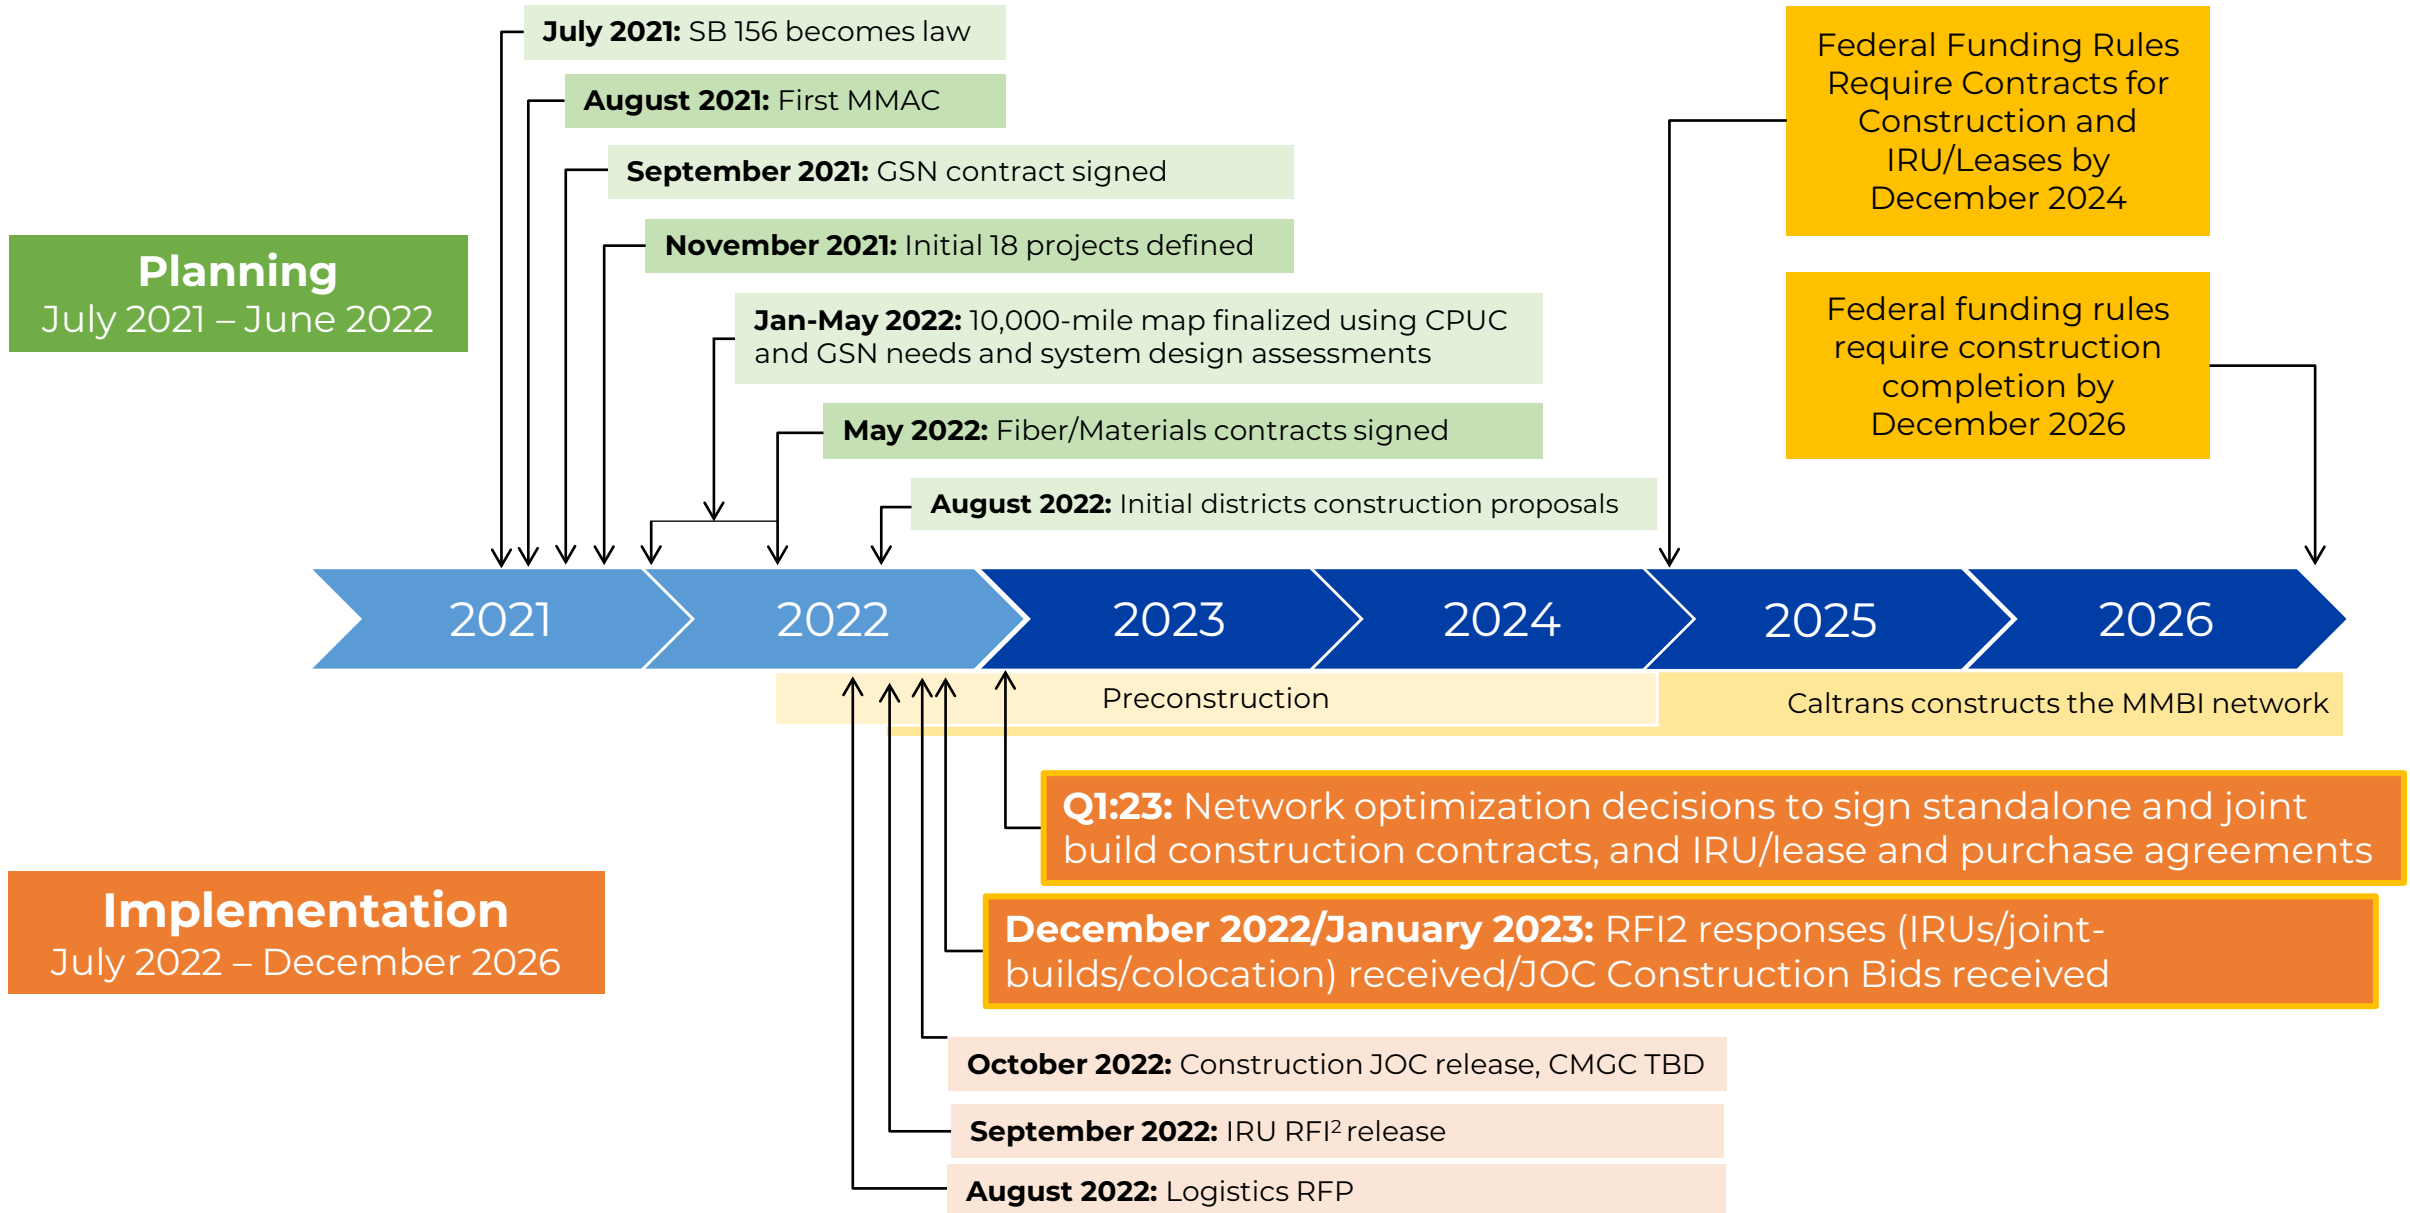 July 2021: SB 156 becomes law
August 2021: First MMAC
September 2021: GSN contract signed
November 2021: Initial 18 projects defined
Jan-May 2022: 10,000-mile map finalized using CPUC
and GSN needs and system design assessments
May 2022: Fiber/Materials contracts signed
August 2022: Initial districts construction proposals
Federal Funding Rules
Require Contracts for
Construction and
IRU/Leases by
December 2024
Federal funding rules
require construction
completion by
December 2026
Planning
July 2021 – June 2022
2021
2022
2023
2024
2025
2026
Preconstruction
Caltrans constructs the MMBI network
Q1:23: Network optimization decisions to sign standalone and joint
build construction contracts, and IRU/lease and purchase agreements
Implementation
July 2022 – December 2026
December 2022/January 2023: RFI2 responses (IRUs/joint-
builds/colocation) received/JOC Construction Bids received
October 2022: Construction JOC release, CMGC TBD
September 2022: IRU RFI² release
August 2022: Logistics RFP